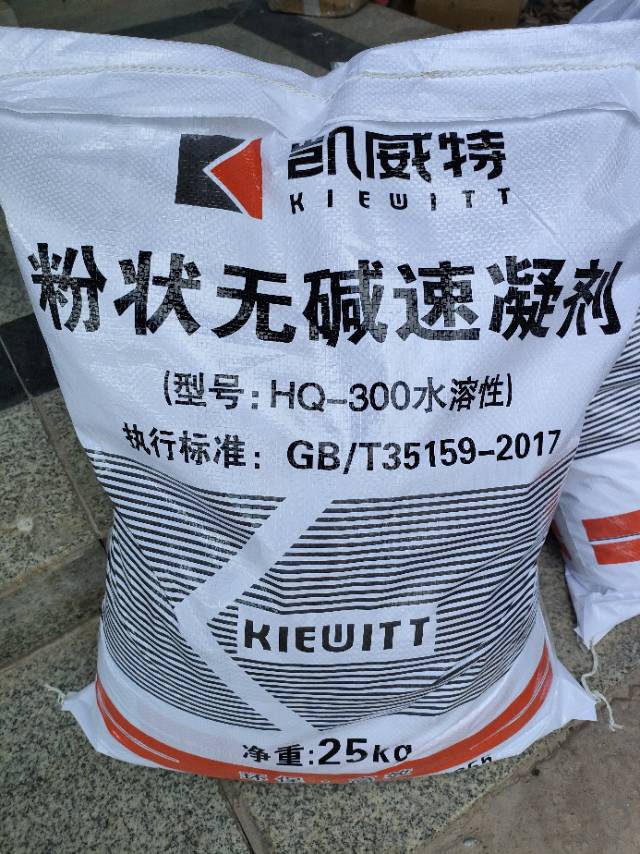 凯威特
KIEWITT
粉状无碱速凝剂
(型号:HQ-300水溶性)
执行标准: GB/T35159-2017
KIEWITT
净重:25kg